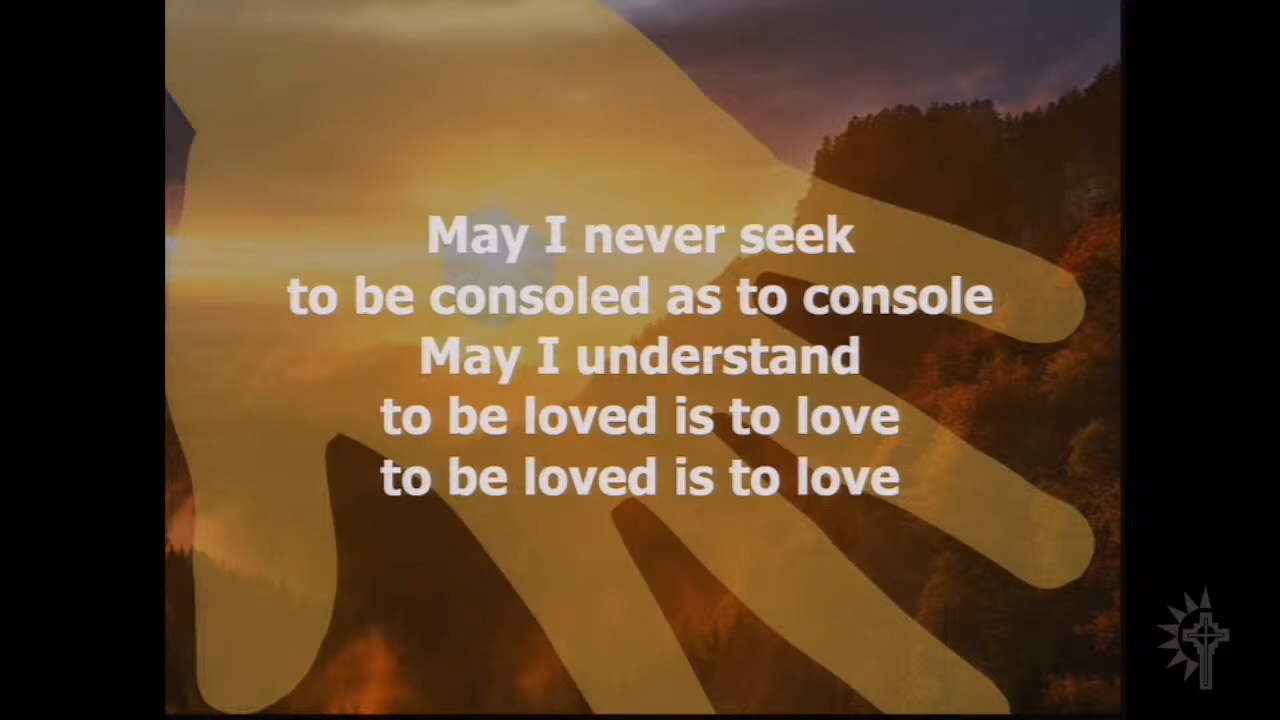 May I never seek
to be consoled as to console
May I understand
to be loved is to love
to be loved is to love